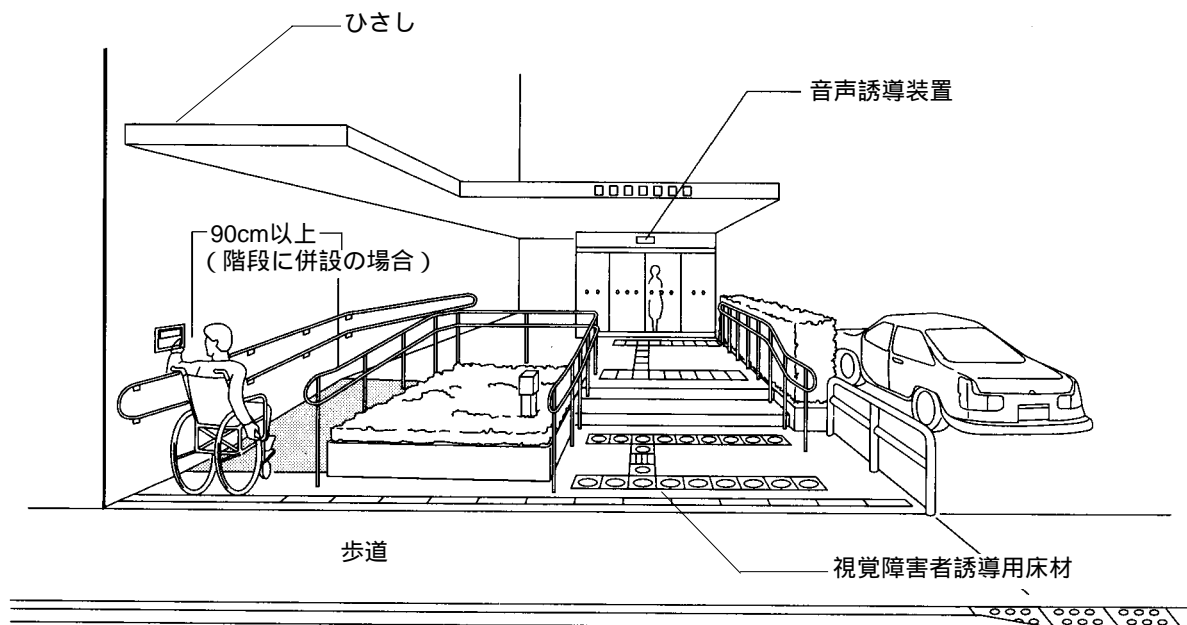 ひさし
音声誘導装置
90cm以上
（階段に併設の場合）
歩道
視覚障害者誘導用床材